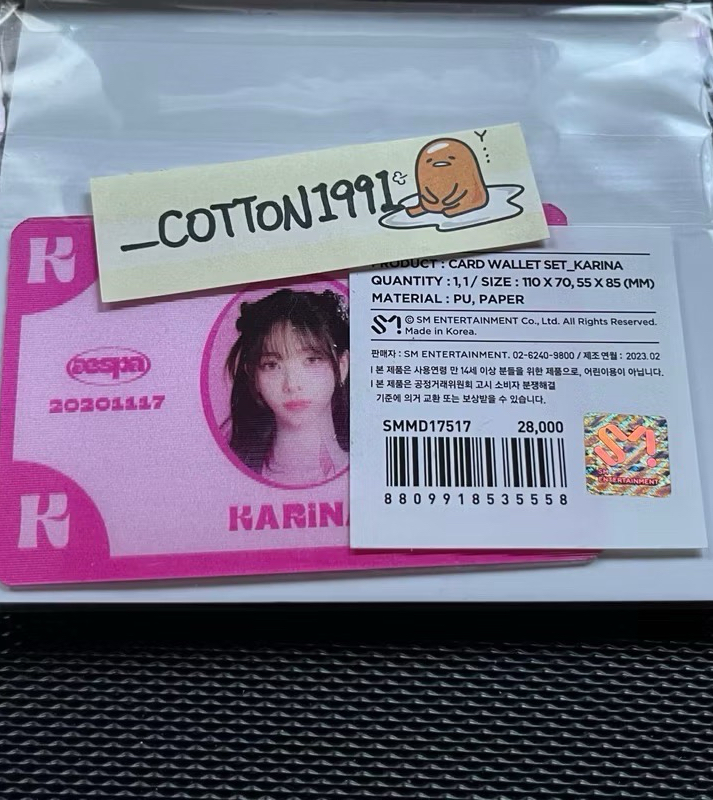 _COTTON1991
K
aespa
20201117
K
KARINA
PRODUCT : CARD WALLET SET_KARINA
QUANTITY : 1,1 / SIZE : 110 X 70, 55 X 85 (MM)
MATERIAL : PU, PAPER
SM
© SM ENTERTAINMENT Co., Ltd. All Rights Reserved.
Made in Korea.
판매자 : SM ENTERTAINMENT. 02-6240-9800 / 제조연월 : 2023.02
I 본 제품은 사용연령 만 14세 이상 분들을 위한 제품으로, 어린이용이 아닙니다.
I 본 제품은 공정거래위원회 고시 소비자 분쟁해결
기준에 의거 교환 또는 보상받을 수 있습니다.
SMMD17517 28,000
8809918535558
SM
SM
ENTERTAINMENT